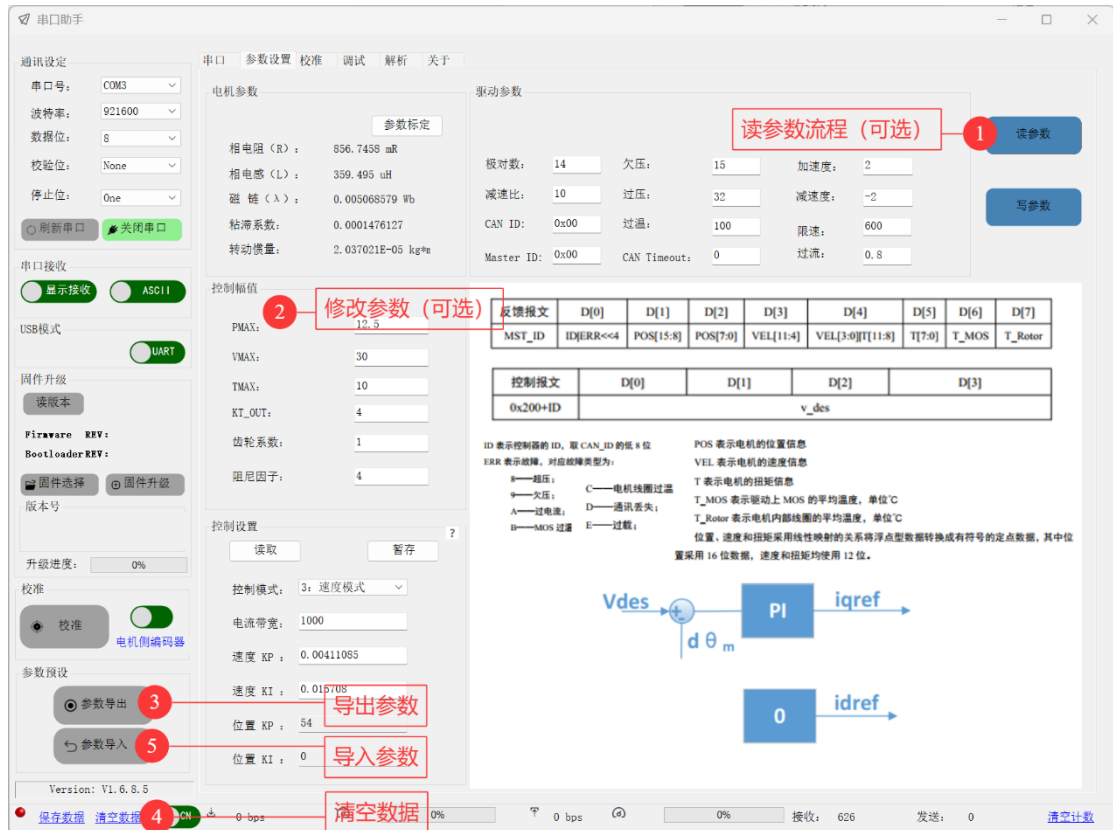 串口助手
通讯设定
串口号：
COM3
波特率：
921600
数据位：
8
校验位：
None
停止位：
One
刷新串口
关闭串口
串口接收
显示接收
ASCII
USB模式
UART
固件升级
读版本
Firmware REV：
Bootloader REV：
固件选择
固件升级
版本号
升级进度：
0%
校准
校准
电机侧编码器
参数预设
参数导出
3
导出参数
参数导入
5
导入参数
Version: V1.6.8.5
串口 参数设置 校准 调试 解析 关于
电机参数
参数标定
相电阻（R）： 856.7458 mR
相电感（L）： 359.495 uH
磁 链（λ）： 0.005068579 Wb
粘滞系数： 0.0001476127
转动惯量： 2.037021E-05 kg*m
驱动参数
读参数流程（可选）
1
读参数
写参数
极对数： 14 欠压： 15 加速度： 2
减速比： 10 过压： 32 减速度： -2
CAN ID: 0x00 过温： 100 限速： 600
Master ID: 0x00 CAN Timeout: 0 过流： 0.8
控制幅值
2
修改参数（可选）
PMAX: 12.5
VMAX: 30
TMAX: 10
KT_OUT: 4
齿轮系数： 1
阻尼因子： 4
控制设置
?
读取
暂存
控制模式： 3: 速度模式
电流带宽： 1000
速度 KP ： 0.00411085
速度 KI ： 0.015708
位置 KP ： 54
位置 KI ： 0
反馈报文 D[0] D[1] D[2] D[3] D[4] D[5] D[6] D[7]
MST_ID ID|ERR<<4 POS[15:8] POS[7:0] VEL[11:4] VEL[3:0]|T[11:8] T[7:0] T_MOS T_Rotor
控制报文 D[0] D[1] D[2] D[3]
0x200+ID v_des
ID 表示控制器的 ID，取 CAN_ID 的低 8 位
ERR 表示故障，对应故障类型为：
8——超压；
9——欠压；
A——过电流；
B——MOS 过温
C——电机线圈过温
D——通讯丢失；
E——过载；
POS 表示电机的位置信息
VEL 表示电机的速度信息
T 表示电机的扭矩信息
T_MOS 表示驱动上 MOS 的平均温度，单位℃
T_Rotor 表示电机内部线圈的平均温度，单位℃
位置、速度和扭矩采用线性映射的关系将浮点型数据转换成有符号的定点数据，其中位
置采用 16 位数据，速度和扭矩均使用 12 位。
Vdes
+
-
PI
iqref
d θ m
0
idref
保存数据 清空数据 4 CN 0 bps 清空数据 0% 0 bps 0% 接收： 626 发送： 0 清空计数